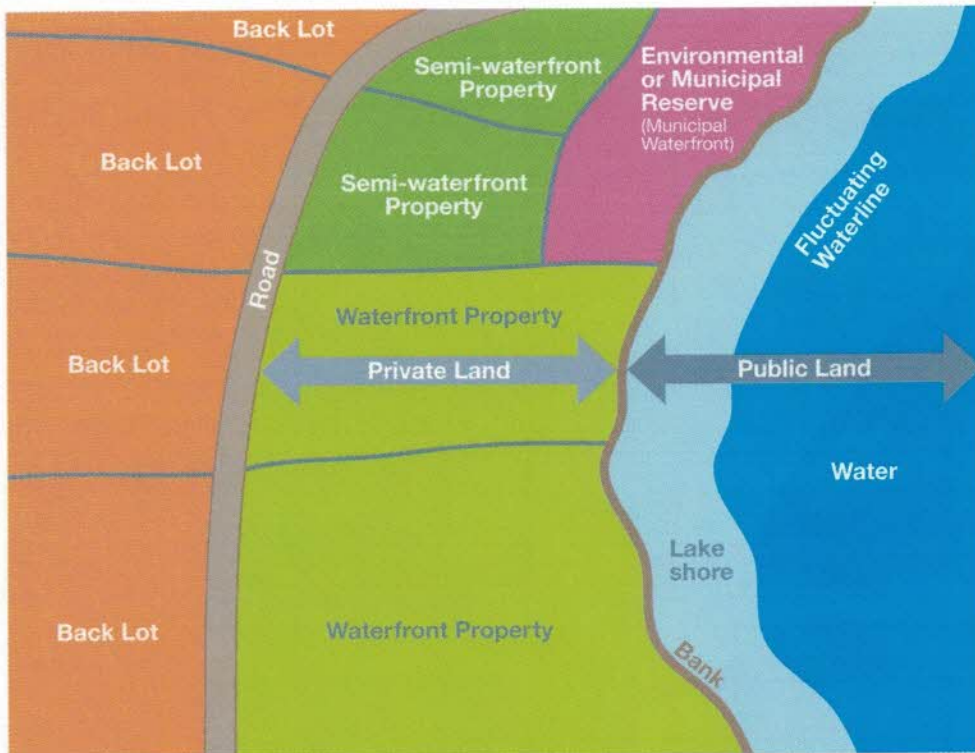 Back Lot
Semi-waterfront
Property
Environmental
or Municipal
Reserve
(Municipal
Waterfront)
Back Lot
Semi-waterfront
Property
Fluctuating
Waterline
Road
Waterfront Property
Back Lot
Private Land
Public Land
Water
Lake
shore
Back Lot
Waterfront Property
Bank